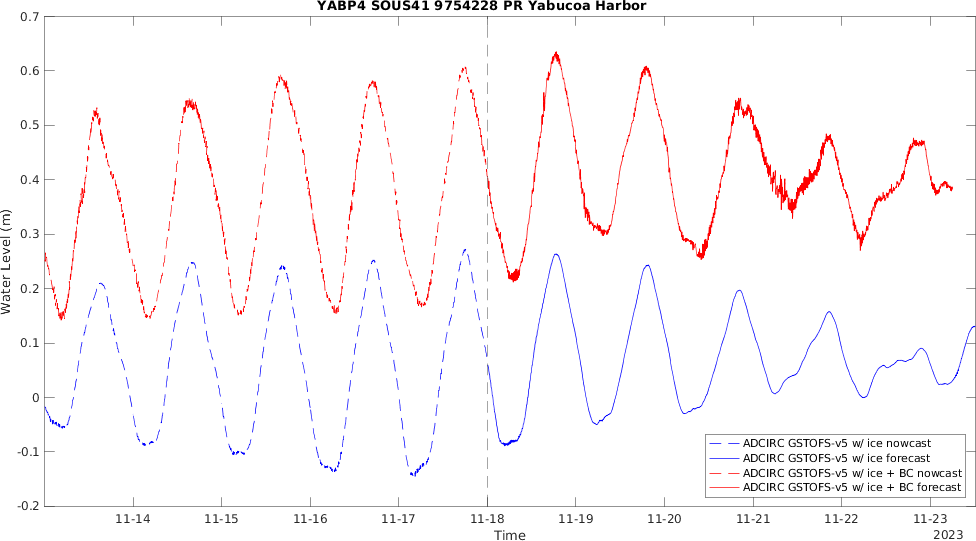 YABP4 SOUS41 9754228 PR Yabucoa Harbor
0.7
0.6
0.5
0.4
0.3
0.2
0.1
0
-0.1
-0.2
Water Level (m)
11-14 11-15 11-16 11-17 11-18 11-19 11-20 11-21 11-22 11-23
Time
2023
ADCIRC GSTOFS-v5 w/ ice nowcast
ADCIRC GSTOFS-v5 w/ ice forecast
ADCIRC GSTOFS-v5 w/ ice + BC nowcast
ADCIRC GSTOFS-v5 w/ ice + BC forecast